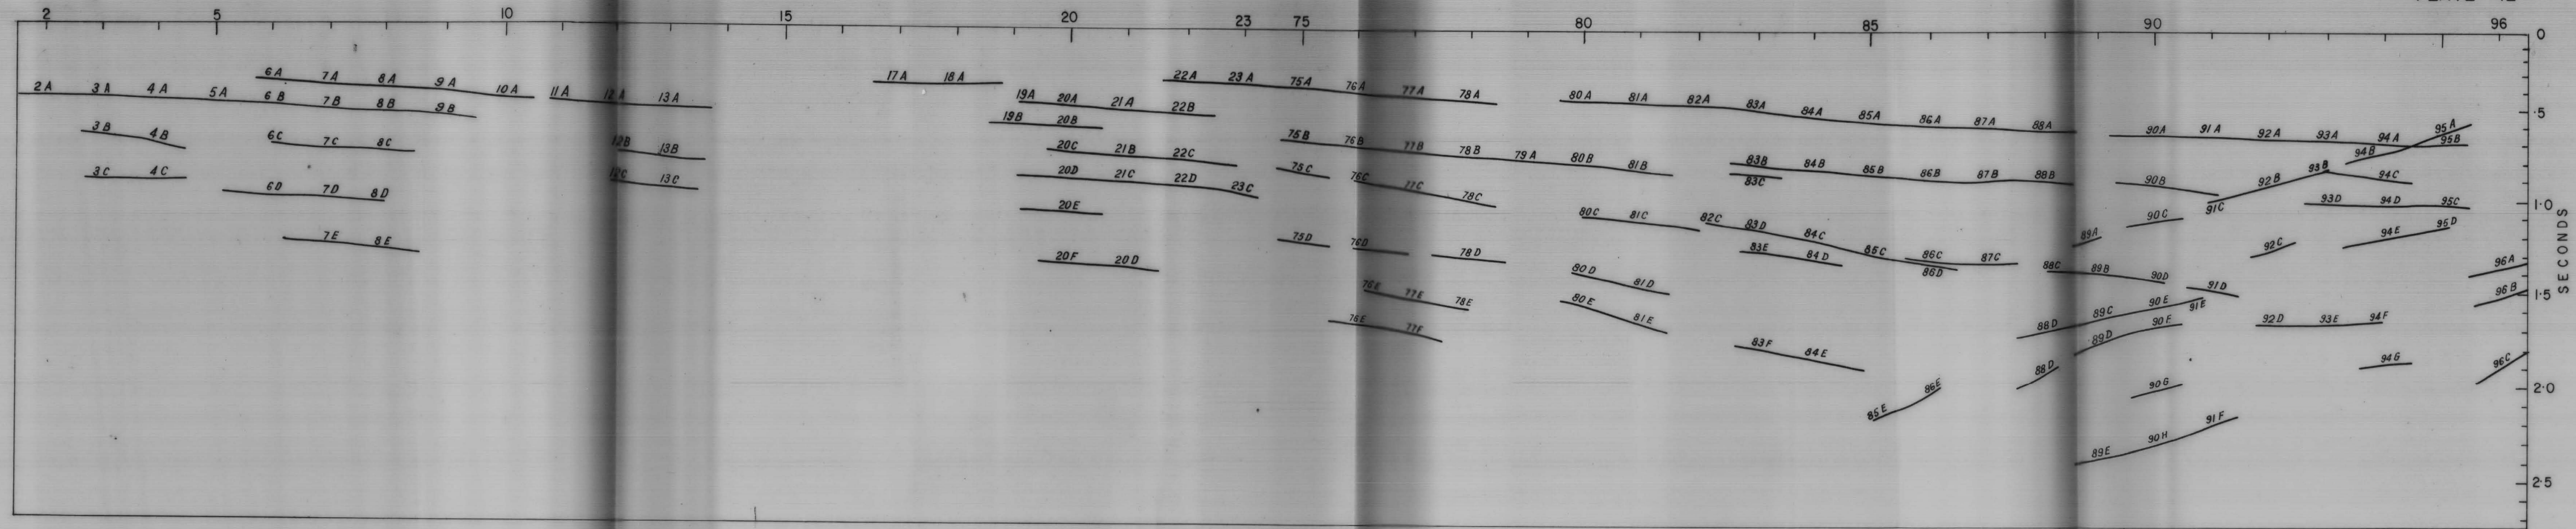 2 5 10 15 20 23 75 80 85 90 96
0
6A 7A 8A 9A 10A 11A 12A 13A 17A 18A 22A 23A 75A 76A 77A 78A
2A 3A 4A 5A 6B 7B 8B 9B 19A 20A 21A 22B 80A 81A 82A 83A 84A 85A 86A 87A 88A 90A 91A 92A 93A 94A 95A
.5
19B 20B
3B 4B 6C 7C 8C 12B 13B 20C 21B 22C 75B 76B 77B 78B 79A 80B 81B 83B 84B 85B 86B 87B 88B 90B 92B 93B 94B 95B
3C 4C 12C 13C 20D 21C 22D 23C 75C 76C 77C 78C 83C 94C
6D 7D 8D 91C 93D 94D 95C
1.0
20E 80C 81C 82C 83D 84C 90C 95D
7E 8E 75D 76D 78D 83E 84D 85C 86C 87C 89A 92C 94E
20F 20D 80D 81D 86D 88C 89B 90D 91D 96A
SECONDS
76E 77E 78E 80E 81E 89C 90E 91E 96B
1.5
76E 77F 88D 89D 90F 92D 93E 94F
83F 84E 88D 94G 96C
85E 86E 90G
2.0
91F
89E 90H
2.5